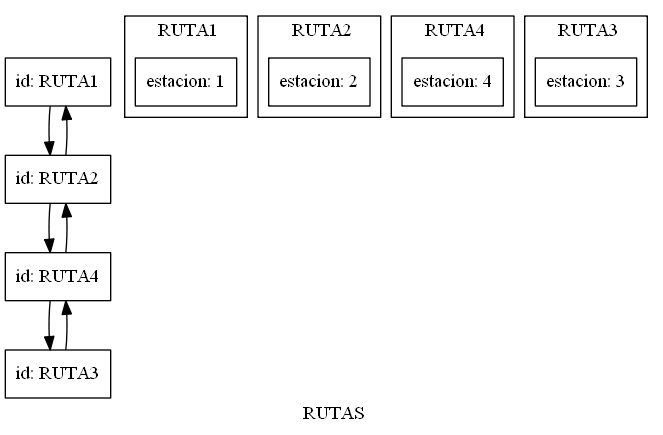 RUTA1
RUTA2
RUTA4
RUTA3
id: RUTA1
estacion: 1
estacion: 2
estacion: 4
estacion: 3
id: RUTA2
id: RUTA4
id: RUTA3
RUTAS